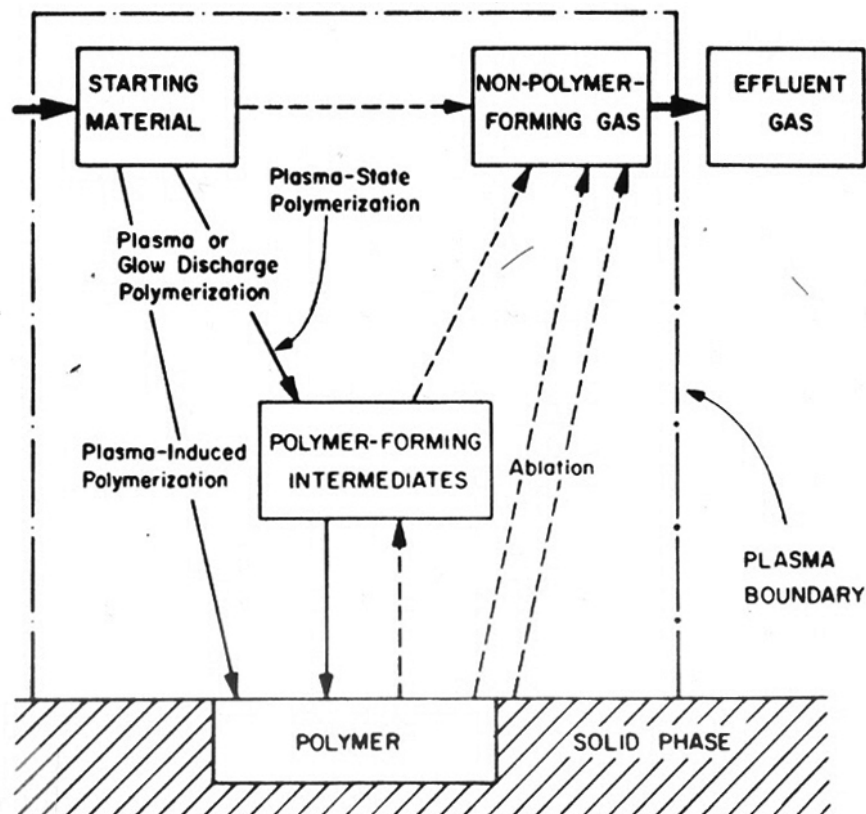 STARTING
MATERIAL
NON-POLYMER-
FORMING GAS
EFFLUENT
GAS
Plasma-State
Polymerization
Plasma or
Glow Discharge
Polymerization
Plasma-Induced
Polymerization
POLYMER-FORMING
INTERMEDIATES
Ablation
PLASMA
BOUNDARY
POLYMER
SOLID PHASE